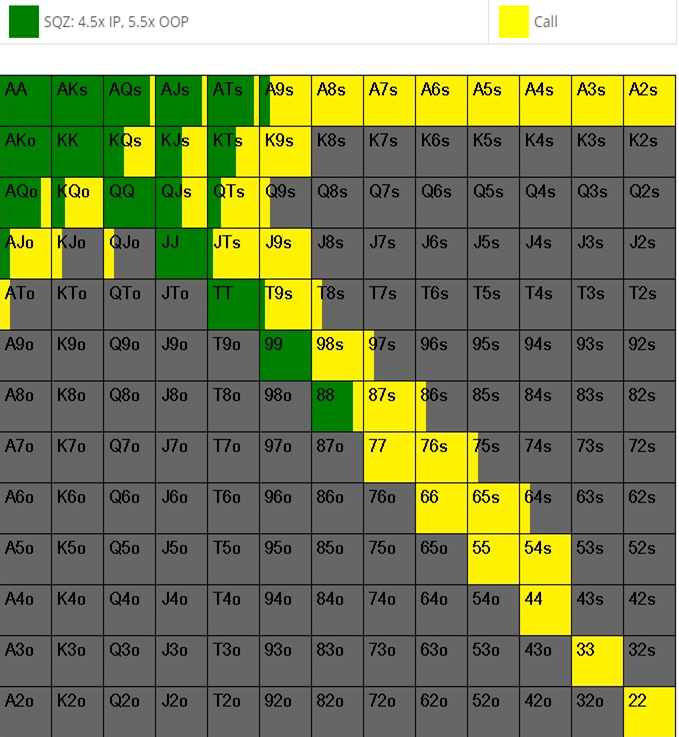 SQZ: 4.5x IP, 5.5x OOP Call
AA AKs AQs AJs ATs A9s A8s A7s A6s A5s A4s A3s A2s
AKo KK KQs KJs KTs K9s K8s K7s K6s K5s K4s K3s K2s
AQo KQo QQ QJs QTs Q9s Q8s Q7s Q6s Q5s Q4s Q3s Q2s
AJo KJo QJo JJ JTs J9s J8s J7s J6s J5s J4s J3s J2s
ATo KTo QTo JTo TT T9s T8s T7s T6s T5s T4s T3s T2s
A9o K9o Q9o J9o T9o 99 98s 97s 96s 95s 94s 93s 92s
A8o K8o Q8o J8o T8o 98o 88 87s 86s 85s 84s 83s 82s
A7o K7o Q7o J7o T7o 97o 87o 77 76s 75s 74s 73s 72s
A6o K6o Q6o J6o T6o 96o 86o 76o 66 65s 64s 63s 62s
A5o K5o Q5o J5o T5o 95o 85o 75o 65o 55 54s 53s 52s
A4o K4o Q4o J4o T4o 94o 84o 74o 64o 54o 44 43s 42s
A3o K3o Q3o J3o T3o 93o 83o 73o 63o 53o 43o 33 32s
A2o K2o Q2o J2o T2o 92o 82o 72o 62o 52o 42o 32o 22